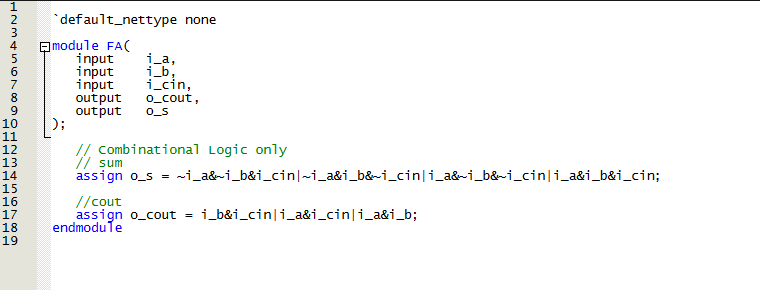 1
2 `default_nettype none
3
4 module FA(
5 input i_a,
6 input i_b,
7 input i_cin,
8 output o_cout,
9 output o_s
10 );
11
12 // Combinational Logic only
13 // sum
14 assign o_s = ~i_a&~i_b&i_cin|~i_a&i_b&~i_cin|i_a&~i_b&~i_cin|i_a&i_b&i_cin;
15
16 //cout
17 assign o_cout = i_b&i_cin|i_a&i_cin|i_a&i_b;
18 endmodule
19